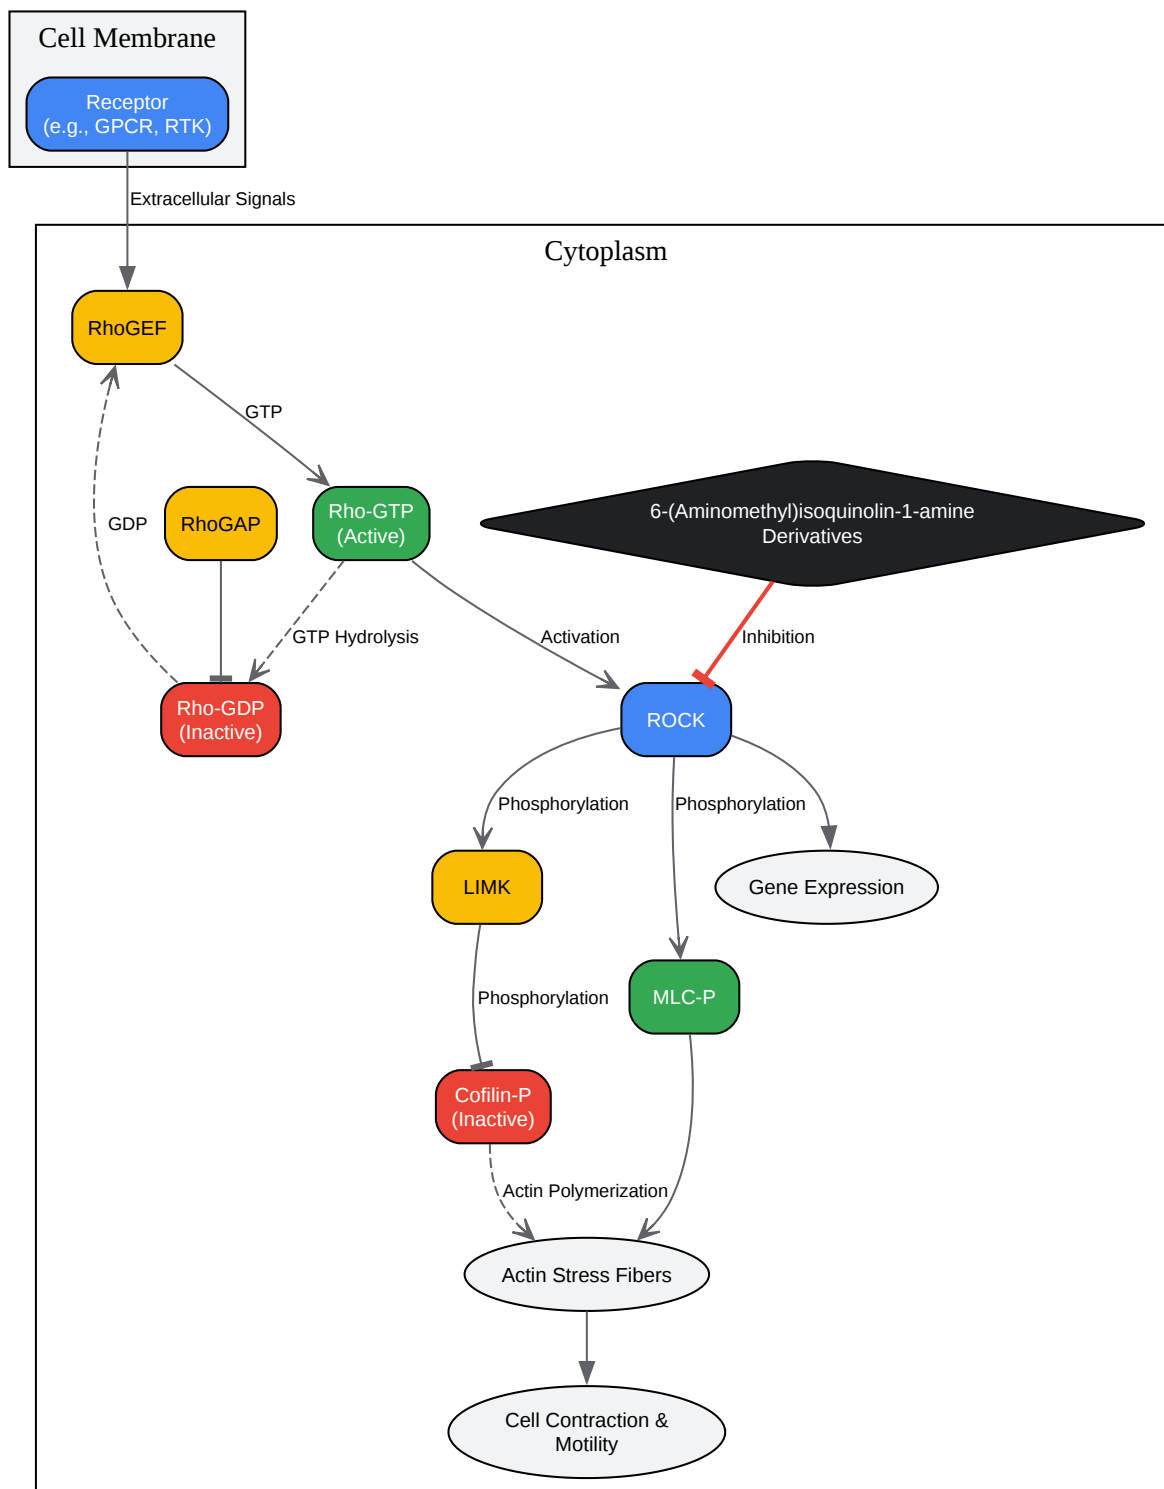 Cell Membrane
Receptor
(e.g., GPCR, RTK)
Extracellular Signals
Cytoplasm
RhoGEF
GTP
GDP
RhoGAP
Rho-GTP
(Active)
6-(Aminomethyl)isoquinolin-1-amine
Derivatives
GTP Hydrolysis
Activation
Inhibition
Rho-GDP
(Inactive)
ROCK
Phosphorylation
Phosphorylation
LIMK
Gene Expression
Phosphorylation
MLC-P
Cofilin-P
(Inactive)
Actin Polymerization
Actin Stress Fibers
Cell Contraction &
Motility